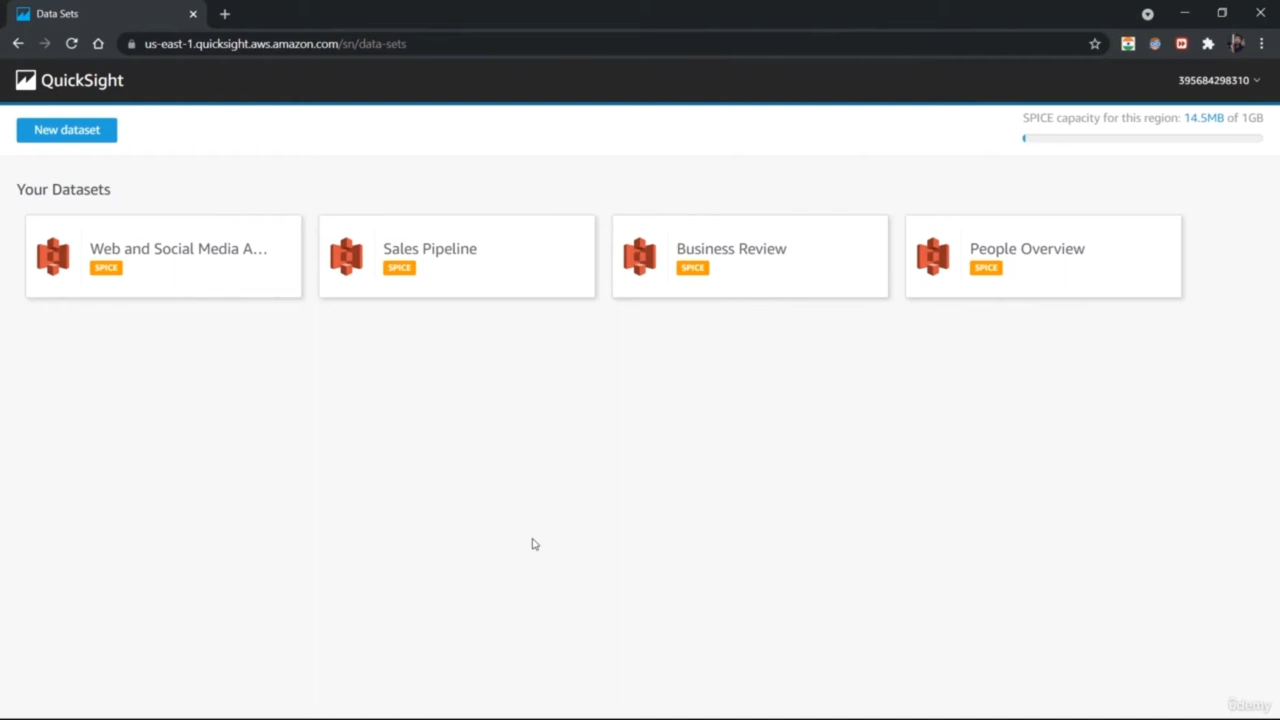 Data Sets
us-east-1.quicksight.aws.amazon.com/sn/data-sets
QuickSight
395684298310
New dataset
SPICE capacity for this region: 14.5MB of 1GB
Your Datasets
Web and Social Media A...
SPICE
Sales Pipeline
SPICE
Business Review
SPICE
People Overview
SPICE
ûdemy